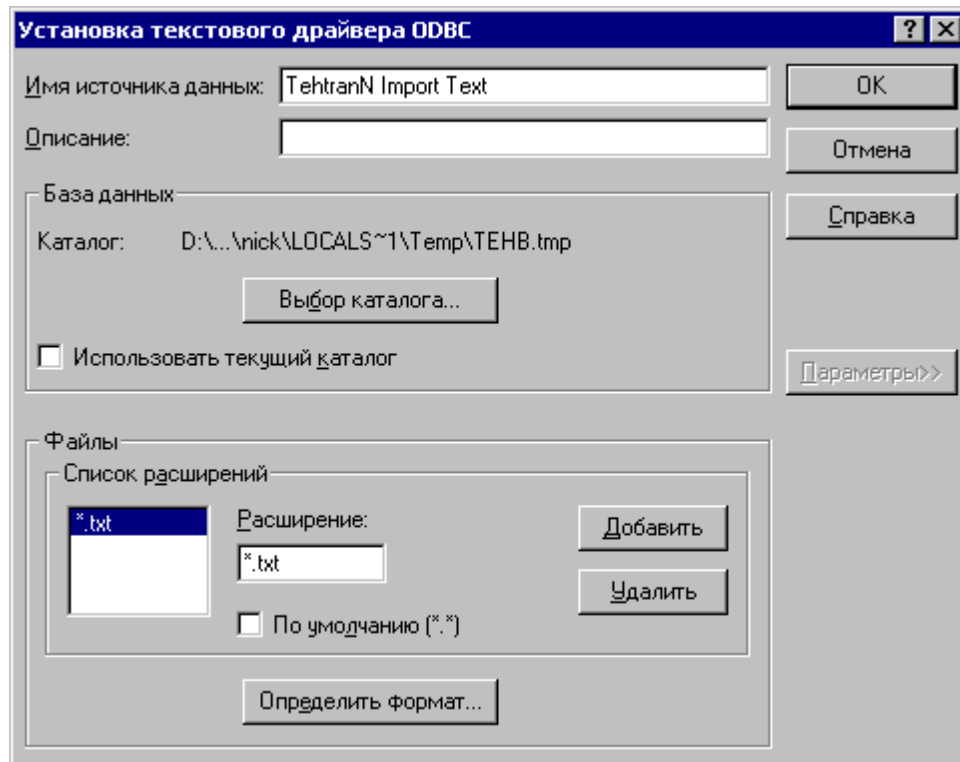 Установка текстового драйвера ODBC
Имя источника данных: TehtranN Import Text
OK
Описание:
Отмена
База данных
Справка
Каталог: D:\...\nick\LOCALS~1\Temp\TEHB.tmp
Выбор каталога...
Использовать текущий каталог
Параметры>>
Файлы
Список расширений
*.txt
Расширение:
Добавить
*.txt
Удалить
По умолчанию (*.*)
Определить формат...